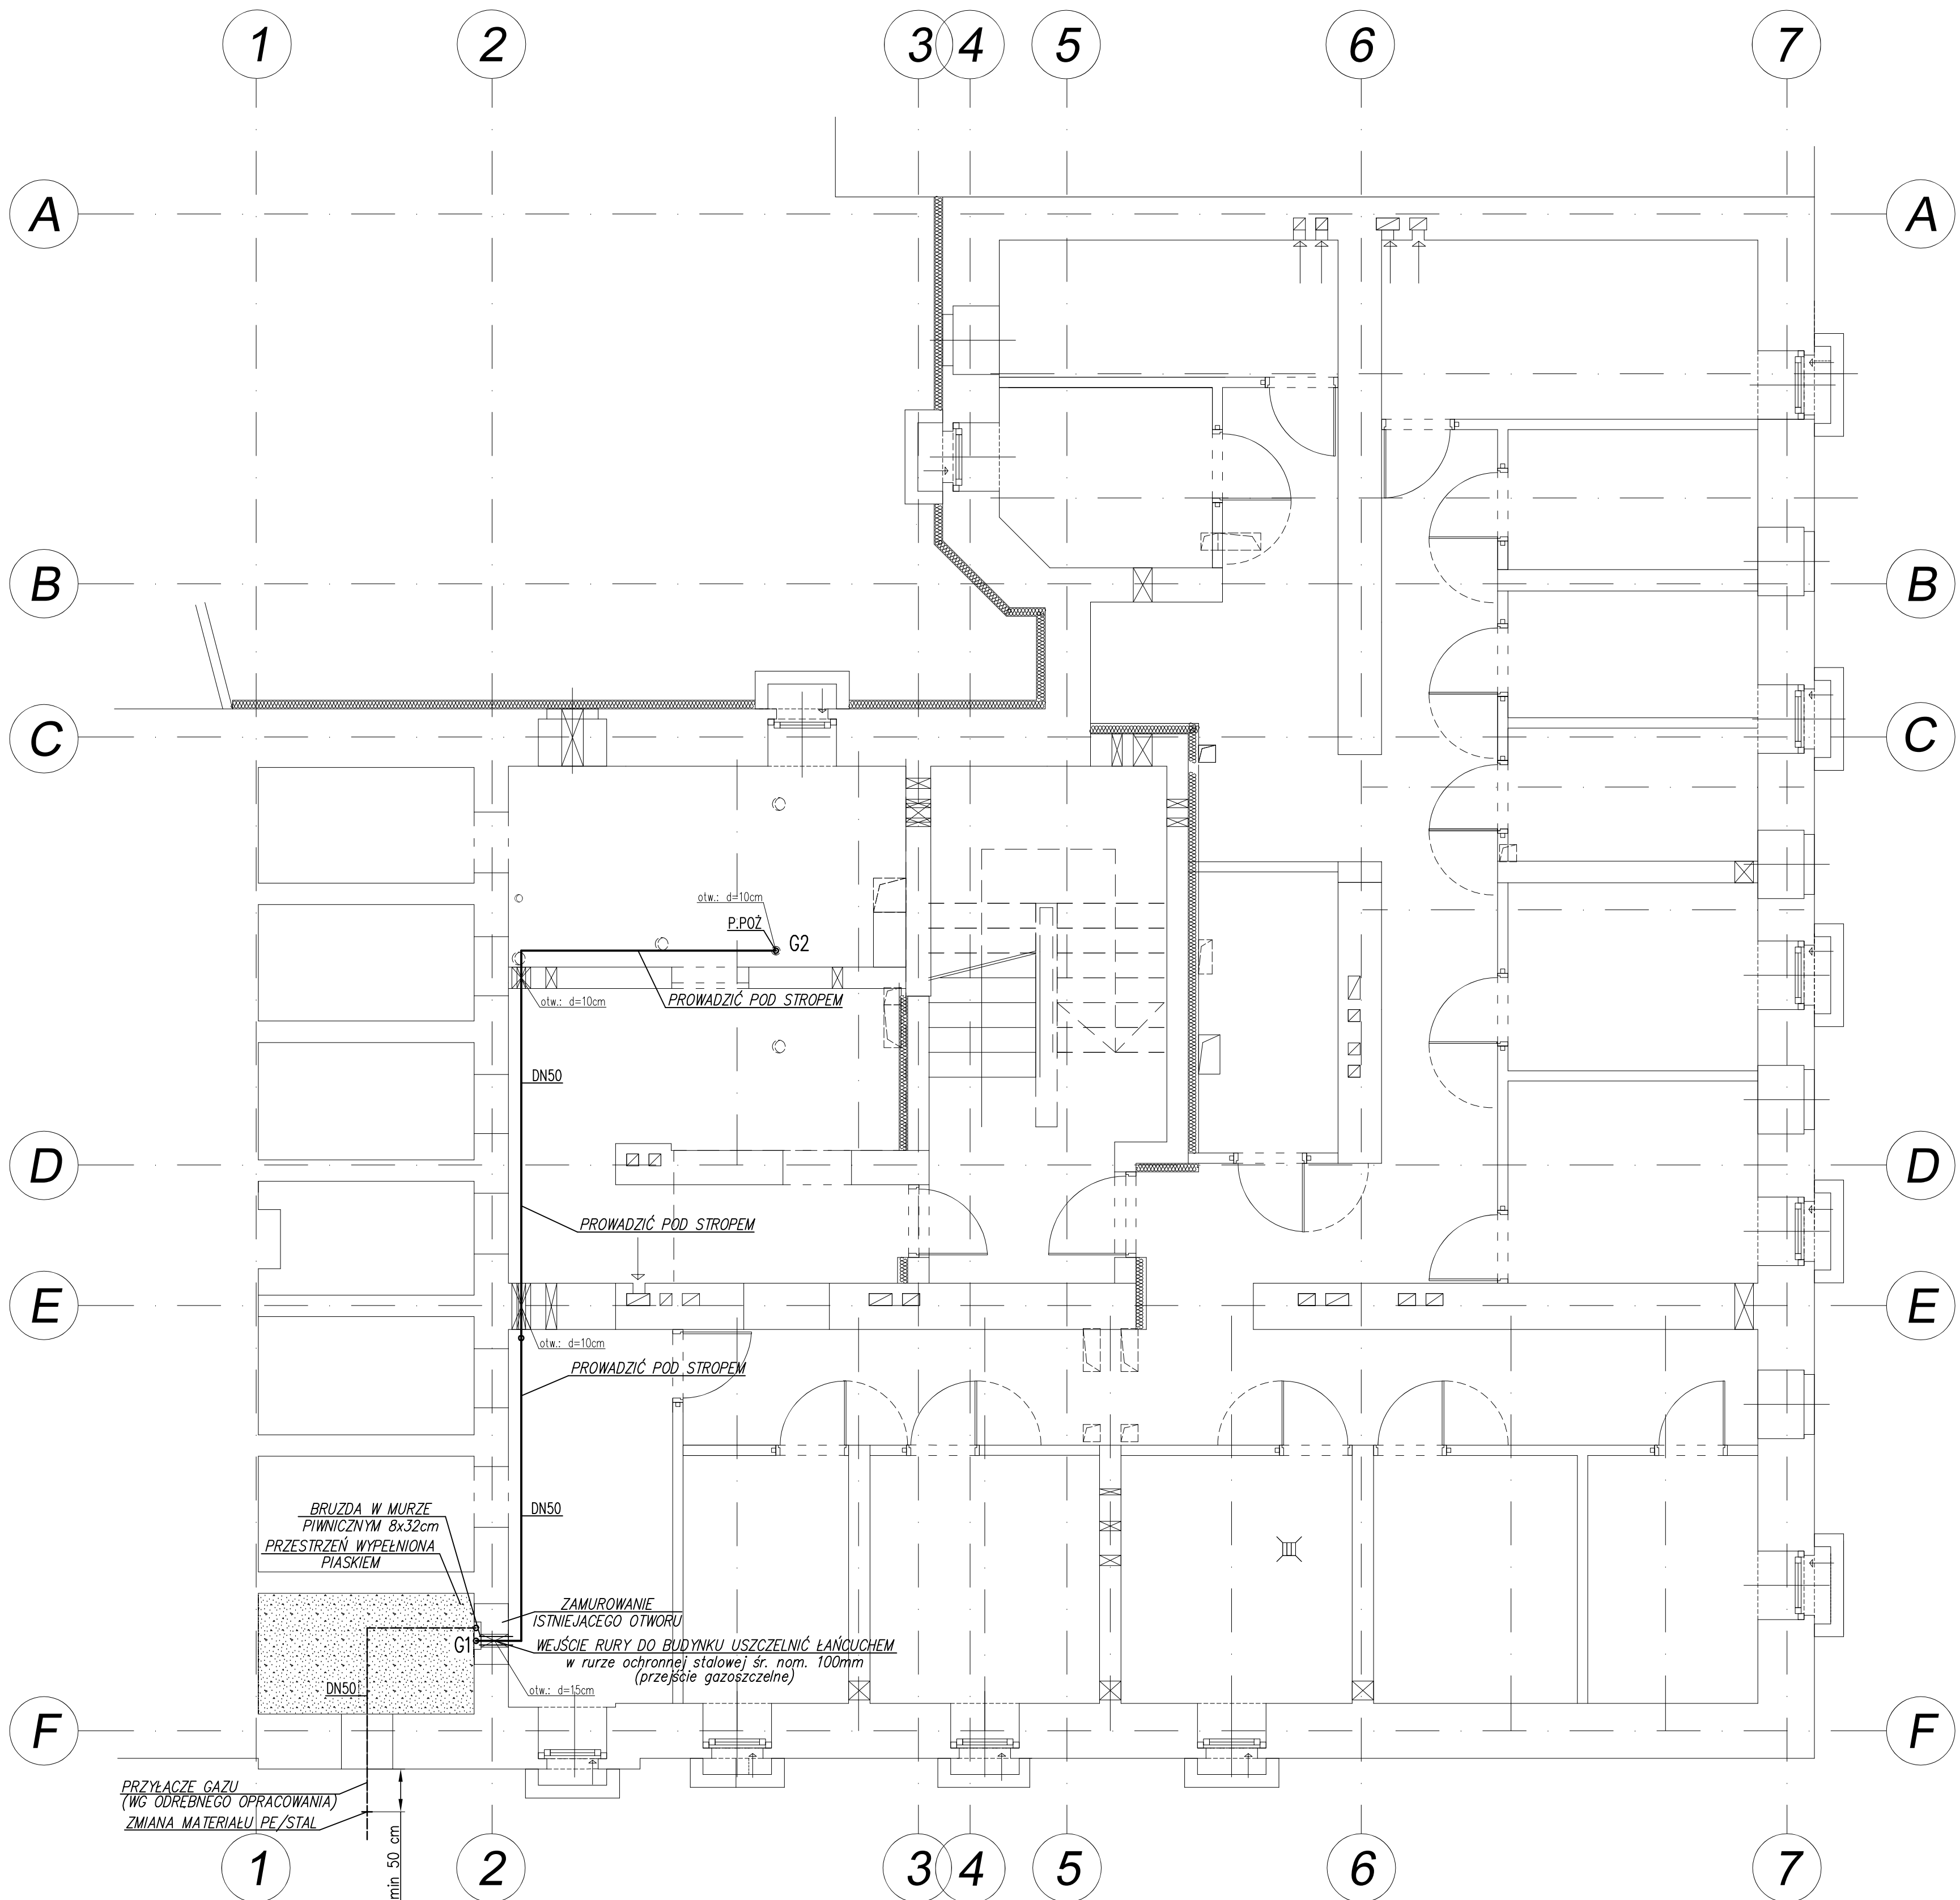 1
2
3
4
5
6
7
A
A
B
B
C
C
otw.: d=10cm
P.POŻ
G2
otw.: d=10cm
PROWADZIĆ POD STROPEM
DN50
D
D
PROWADZIĆ POD STROPEM
E
E
otw.: d=10cm
PROWADZIĆ POD STROPEM
DN50
BRUZDA W MURZE
PIWNICZNYM 8x32cm
PRZESTRZEŃ WYPEŁNIONA
PIASKIEM
ZAMUROWANIE
ISTNIEJĄCEGO OTWORU
G1
WEJŚCIE RURY DO BUDYNKU USZCZELNIĆ ŁAŃCUCHEM
w rurze ochronnej stalowej śr. nom. 100mm
(przejście gazoszczelne)
DN50
otw.: d=15cm
F
F
PRZYŁĄCZE GAZU
(WG ODRĘBNEGO OPRACOWANIA)
ZMIANA MATERIAŁU PE/STAL
min 50 cm
1
2
3
4
5
6
7